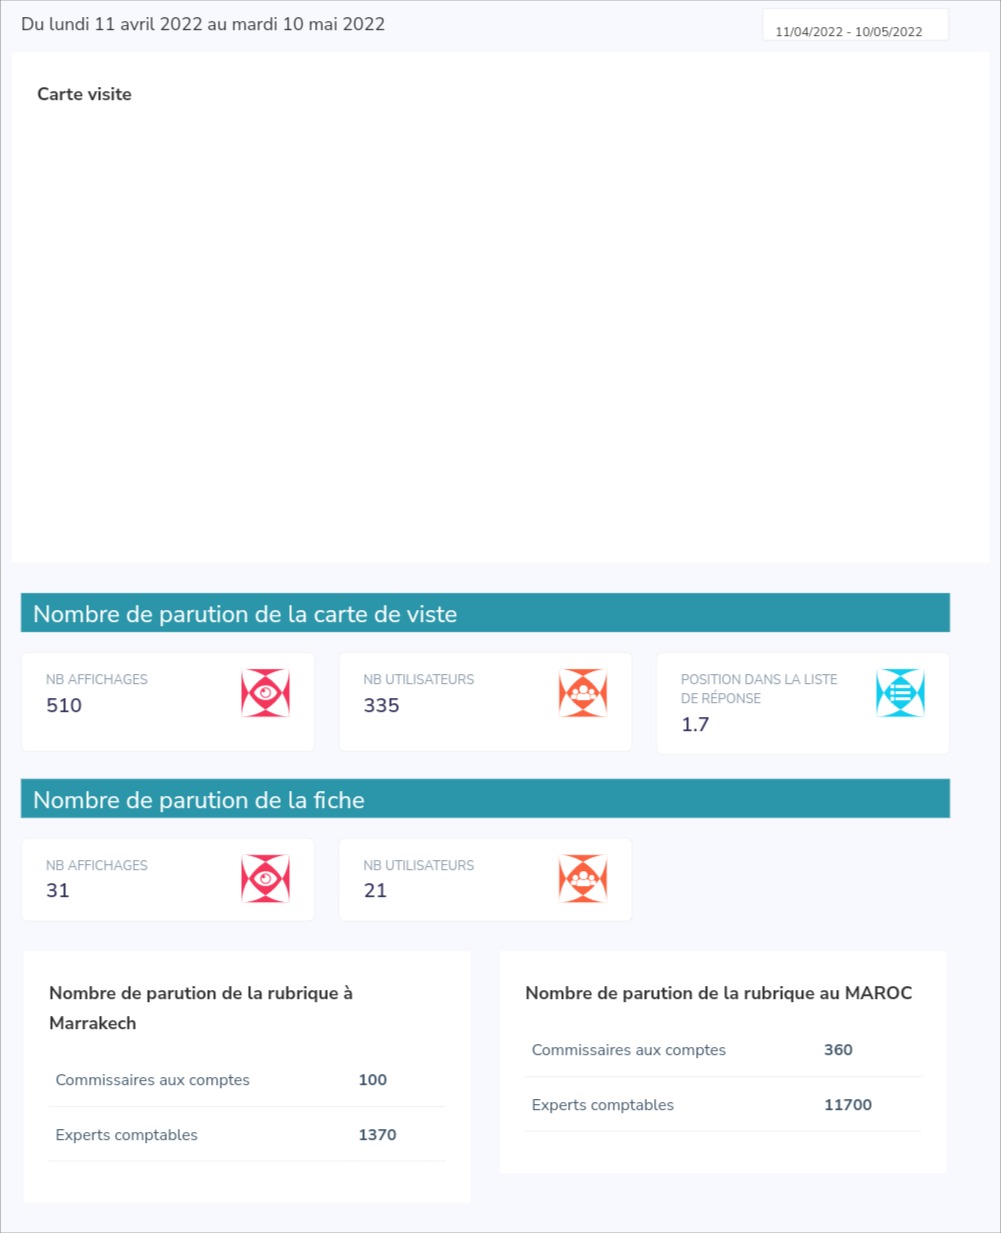 Du lundi 11 avril 2022 au mardi 10 mai 2022
11/04/2022 - 10/05/2022
Carte visite
Nombre de parution de la carte de viste
NB AFFICHAGES
510
NB UTILISATEURS
335
POSITION DANS LA LISTE
DE RÉPONSE
1.7
Nombre de parution de la fiche
NB AFFICHAGES
31
NB UTILISATEURS
21
Nombre de parution de la rubrique à
Marrakech
Commissaires aux comptes 100
Experts comptables 1370
Nombre de parution de la rubrique au MAROC
Commissaires aux comptes 360
Experts comptables 11700